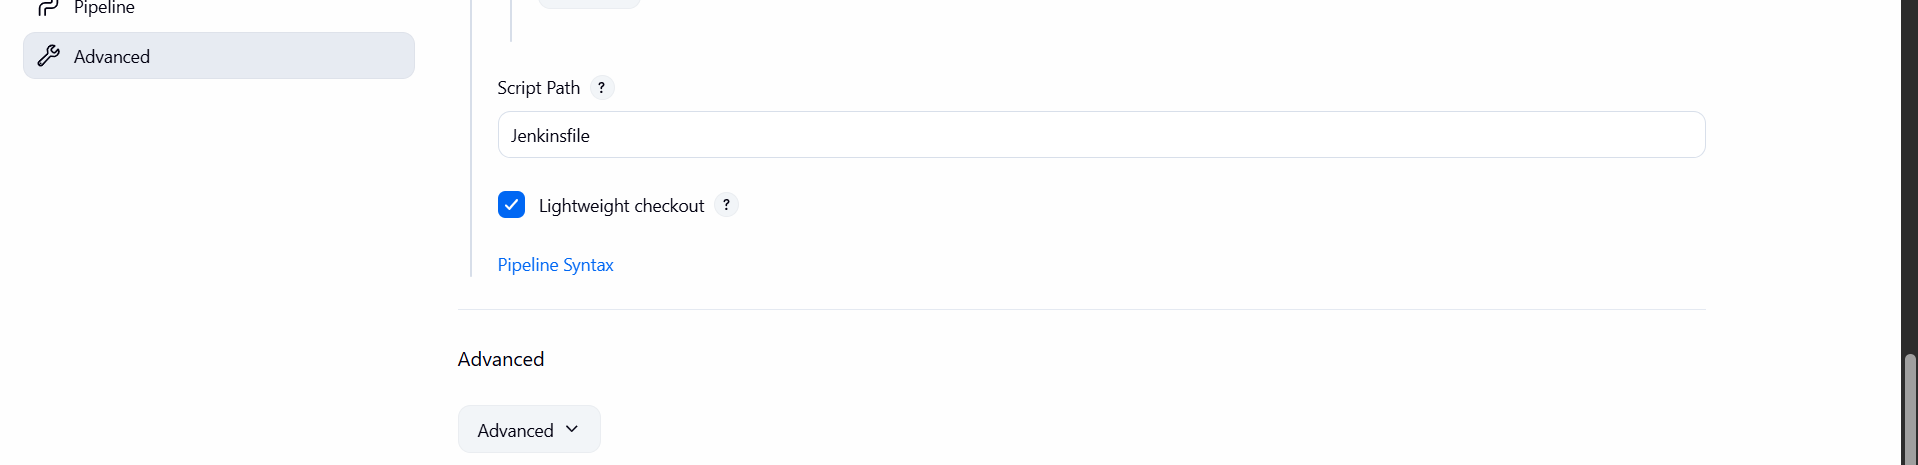 Pipeline
Advanced
Script Path ?
Jenkinsfile
Lightweight checkout ?
Pipeline Syntax
Advanced
Advanced